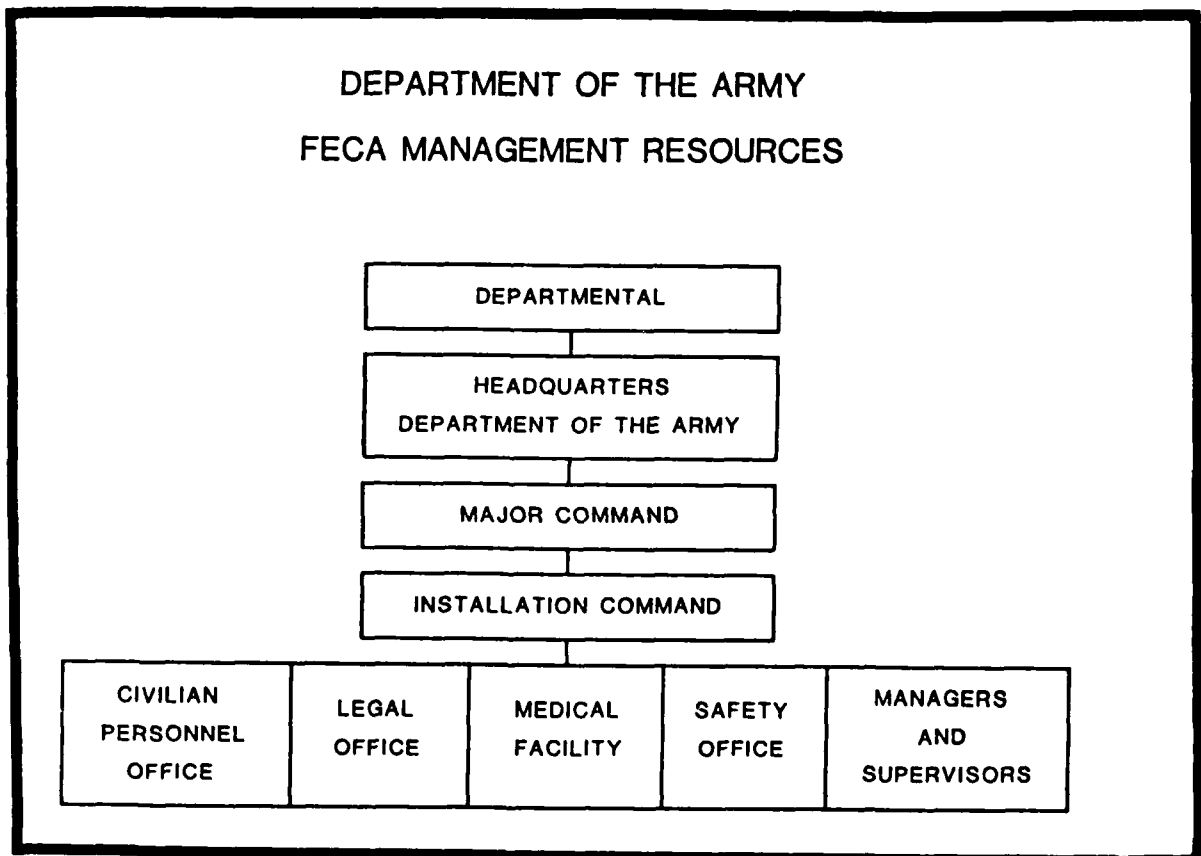 DEPARTMENT OF THE ARMY
FECA MANAGEMENT RESOURCES
DEPARTMENTAL
HEADQUARTERS
DEPARTMENT OF THE ARMY
MAJOR COMMAND
INSTALLATION COMMAND
CIVILIAN
PERSONNEL
OFFICE
LEGAL
OFFICE
MEDICAL
FACILITY
SAFETY
OFFICE
MANAGERS
AND
SUPERVISORS